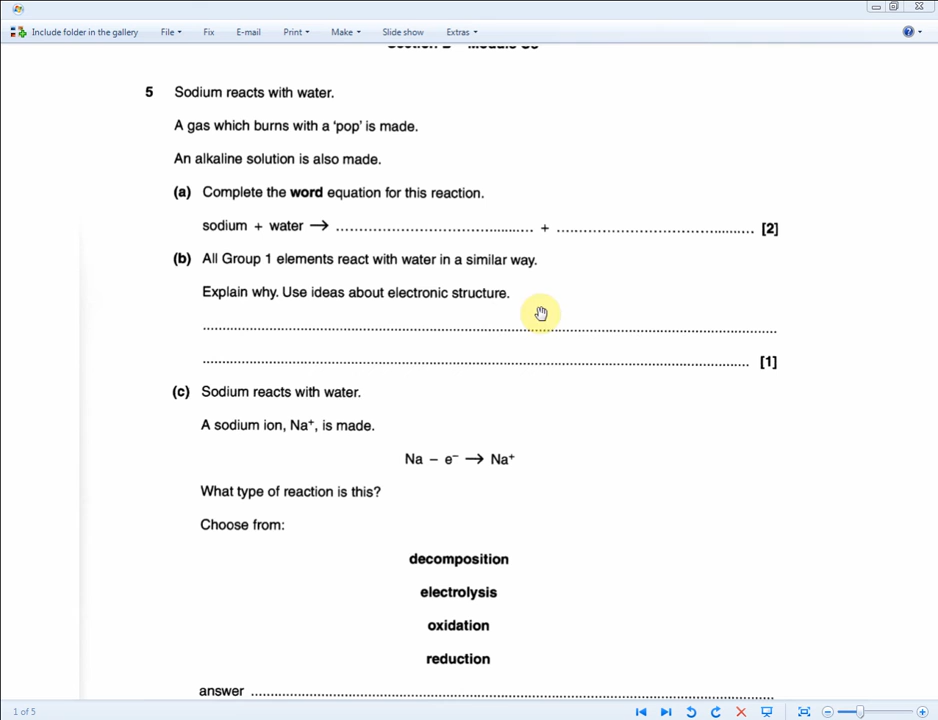 Include folder in the gallery File Fix E-mail Print Make Slide show Extras
5 Sodium reacts with water.
A gas which burns with a ‘pop’ is made.
An alkaline solution is also made.
(a) Complete the word equation for this reaction.
sodium + water → .................................................. + .................................................. [2]
(b) All Group 1 elements react with water in a similar way.
Explain why. Use ideas about electronic structure.
..........................................................................................................................................
.................................................................................................................................. [1]
(c) Sodium reacts with water.
A sodium ion, Na⁺, is made.
Na – e⁻ → Na⁺
What type of reaction is this?
Choose from:
decomposition
electrolysis
oxidation
reduction
answer ..................................................................................................................................
1 of 5